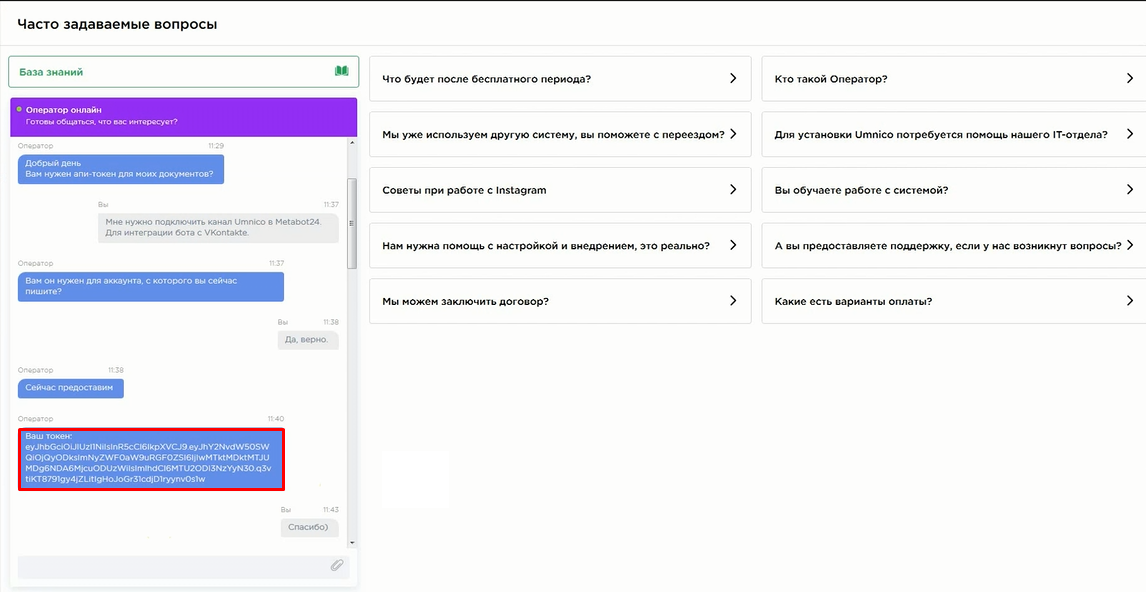 Часто задаваемые вопросы
База знаний
Оператор онлайн
Готовы общаться, что вас интересует?
Оператор 11:29
Добрый день
Вам нужен апи-токен для моих документов?
Вы 11:37
Мне нужно подключить канал Umnico в Metabot24.
Для интеграции бота с VKontakte.
Оператор 11:37
Вам он нужен для аккаунта, с которого вы сейчас
пишите?
Вы 11:38
Да, верно.
Оператор 11:38
Сейчас предоставим
Оператор 11:40
Ваш токен:
Вы 11:43
Спасибо)
Что будет после бесплатного периода?
Кто такой Оператор?
Мы уже используем другую систему, вы поможете с переездом?
Для установки Umnico потребуется помощь нашего IT-отдела?
Советы при работе с Instagram
Вы обучаете работе с системой?
Нам нужна помощь с настройкой и внедрением, это реально?
А вы предоставляете поддержку, если у нас возникнут вопросы?
Мы можем заключить договор?
Какие есть варианты оплаты?